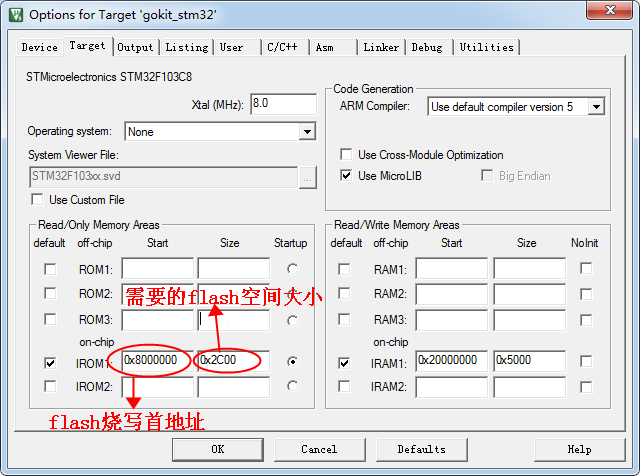 Options for Target 'gokit_stm32'
Device Target Output Listing User C/C++ Asm Linker Debug Utilities
STMicroelectronics STM32F103C8
Xtal (MHz): 8.0
Operating system: None
System Viewer File:
STM32F103xx.svd ...
Use Custom File
Code Generation
ARM Compiler: Use default compiler version 5
Use Cross-Module Optimization
Use MicroLIB Big Endian
Read/Only Memory Areas
default off-chip Start Size Startup
ROM1:
ROM2:
需要的flash空间大小
ROM3:
on-chip
IROM1: 0x8000000 0x2C00
IROM2:
flash烧写首地址
Read/Write Memory Areas
default off-chip Start Size NoInit
RAM1:
RAM2:
RAM3:
on-chip
IRAM1: 0x20000000 0x5000
IRAM2:
OK Cancel Defaults Help